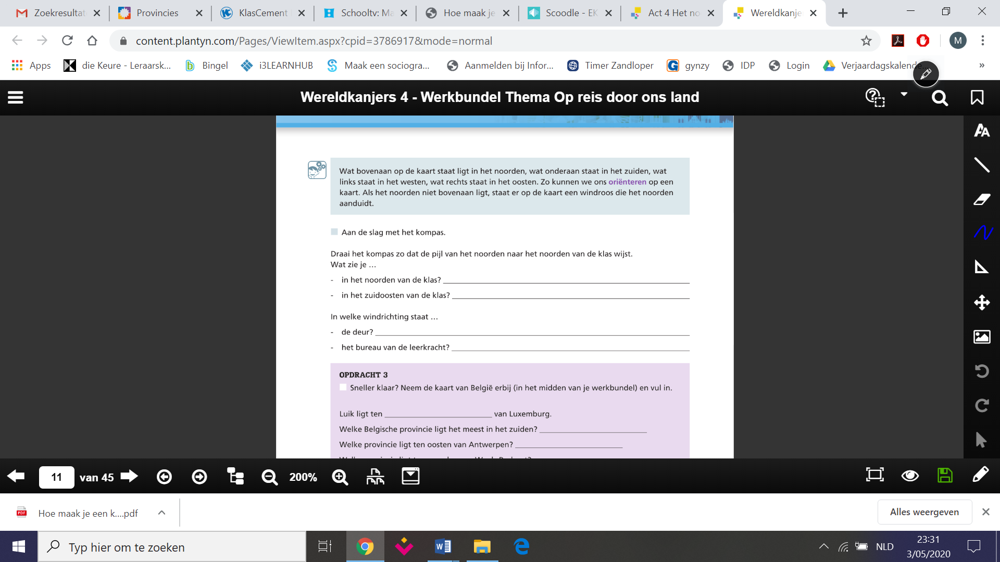 Zoekresultat
Provincies
KlasCement
Schooltv: Ma
Hoe maak je
Scoodle - EK
Act 4 Het no
Wereldkanje
content.plantyn.com/Pages/ViewItem.aspx?cpid=3786917&mode=normal
M
Apps
die Keure - Leraarsk...
Bingel
i3LEARNHUB
Maak een sociogra...
Aanmelden bij Infor...
Timer Zandloper
gynzy
IDP
Login
Verjaardagskalende...
»
Wereldkanjers 4 - Werkbundel Thema Op reis door ons land
Wat bovenaan op de kaart staat ligt in het noorden, wat onderaan staat in het zuiden, wat
links staat in het westen, wat rechts staat in het oosten. Zo kunnen we ons oriënteren op een
kaart. Als het noorden niet bovenaan ligt, staat er op de kaart een windroos die het noorden
aanduidt.
Aan de slag met het kompas.
Draai het kompas zo dat de pijl van het noorden naar het noorden van de klas wijst.
Wat zie je …
- in het noorden van de klas?
- in het zuidoosten van de klas?
In welke windrichting staat …
- de deur?
- het bureau van de leerkracht?
OPDRACHT 3
Sneller klaar? Neem de kaart van België erbij (in het midden van je werkbundel) en vul in.
Luik ligt ten ____ van Luxemburg.
Welke Belgische provincie ligt het meest in het zuiden?
Welke provincie ligt ten oosten van Antwerpen?
11 van 45
200%
Hoe maak je een k....pdf
Alles weergeven
Typ hier om te zoeken
NLD
23:31
3/05/2020